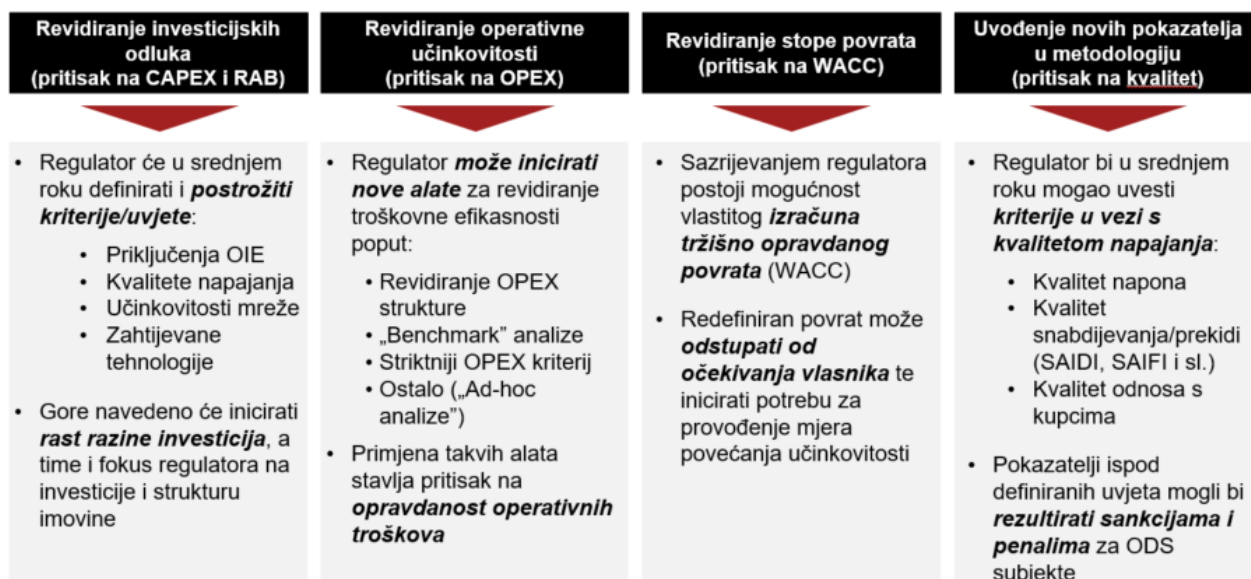 Revidiranje investicijskih
odluka
(pritisak na CAPEX i RAB)
• Regulator će u srednjem
roku definirati i postrožiti
kriterije/uvjete:
• Priključenja OIE
• Kvalitete napajanja
• Učinkovitosti mreže
• Zahtijevane
tehnologije
• Gore navedeno će inicirati
rast razine investicija, a
time i fokus regulatora na
investicije i strukturu
imovine
Revidiranje operativne
učinkovitosti
(pritisak na OPEX)
• Regulator može inicirati
nove alate za revidiranje
troškovne efikasnosti
poput:
• Revidiranje OPEX
strukture
• „Benchmark” analize
• Striktniji OPEX kriterij
• Ostalo („Ad-hoc
analize”)
• Primjena takvih alata
stavlja pritisak na
opravdanost operativnih
troškova
Revidiranje stope povrata
(pritisak na WACC)
• Sazrijevanjem regulatora
postoji mogućnost
vlastitog izračuna
tržišno opravdanog
povrata (WACC)
• Redefiniran povrat može
odstupati od
očekivanja vlasnika te
inicirati potrebu za
provođenje mjera
povećanja učinkovitosti
Uvođenje novih pokazatelja
u metodologiju
(pritisak na kvalitet)
• Regulator bi u srednjem
roku mogao uvesti
kriterije u vezi s
kvalitetom napajanja:
• Kvalitet napona
• Kvalitet
snabdijevanja/prekidi
(SAIDI, SAIFI i sl.)
• Kvalitet odnosa s
kupcima
• Pokazatelji ispod
definiranih uvjeta mogli bi
rezultirati sankcijama i
penalima za ODS
subjekte